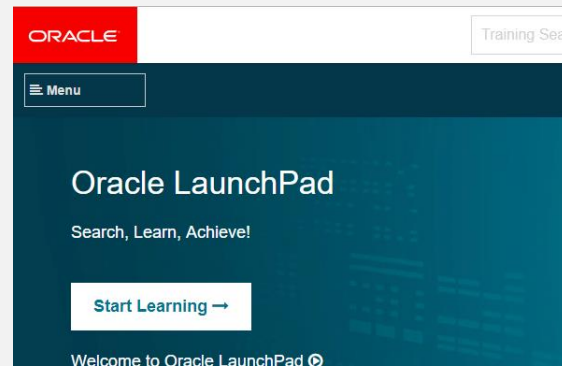 ORACLE
Training Sea
Menu
Oracle LaunchPad
Search, Learn, Achieve!
Start Learning →
Welcome to Oracle LaunchPad